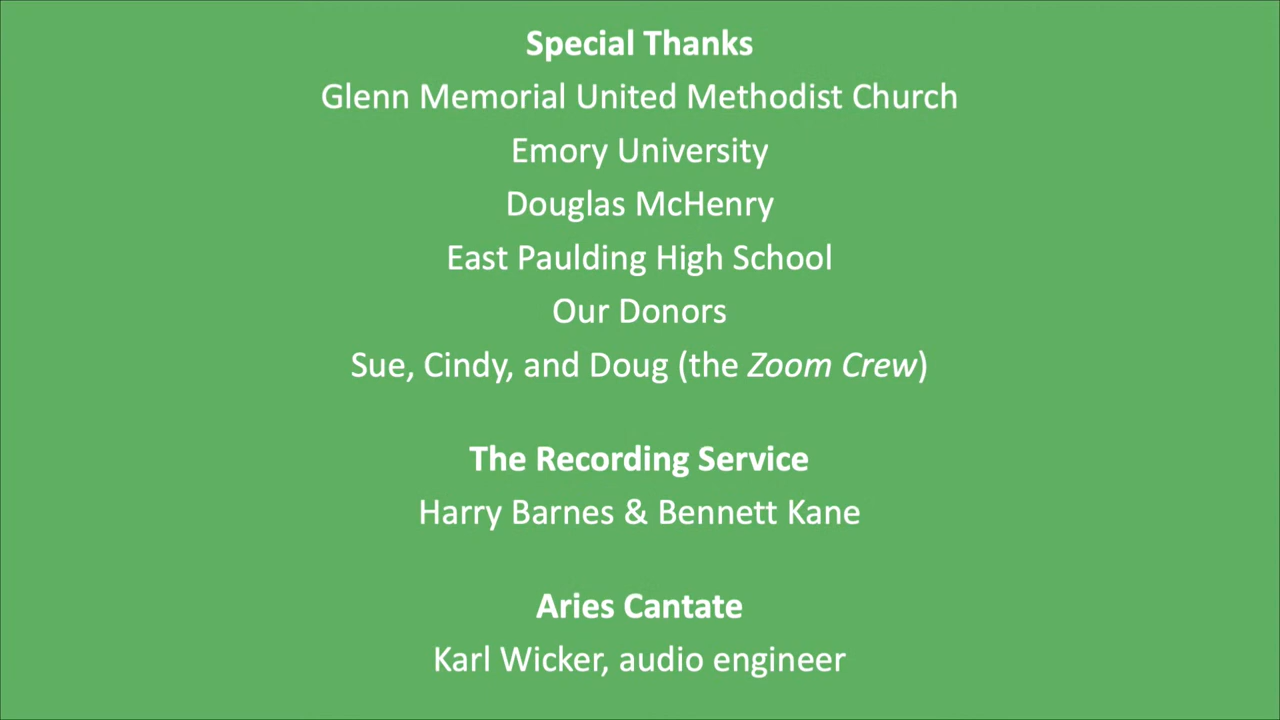 Special Thanks
Glenn Memorial United Methodist Church
Emory University
Douglas McHenry
East Paulding High School
Our Donors
Sue, Cindy, and Doug (the Zoom Crew)
The Recording Service
Harry Barnes & Bennett Kane
Aries Cantate
Karl Wicker, audio engineer